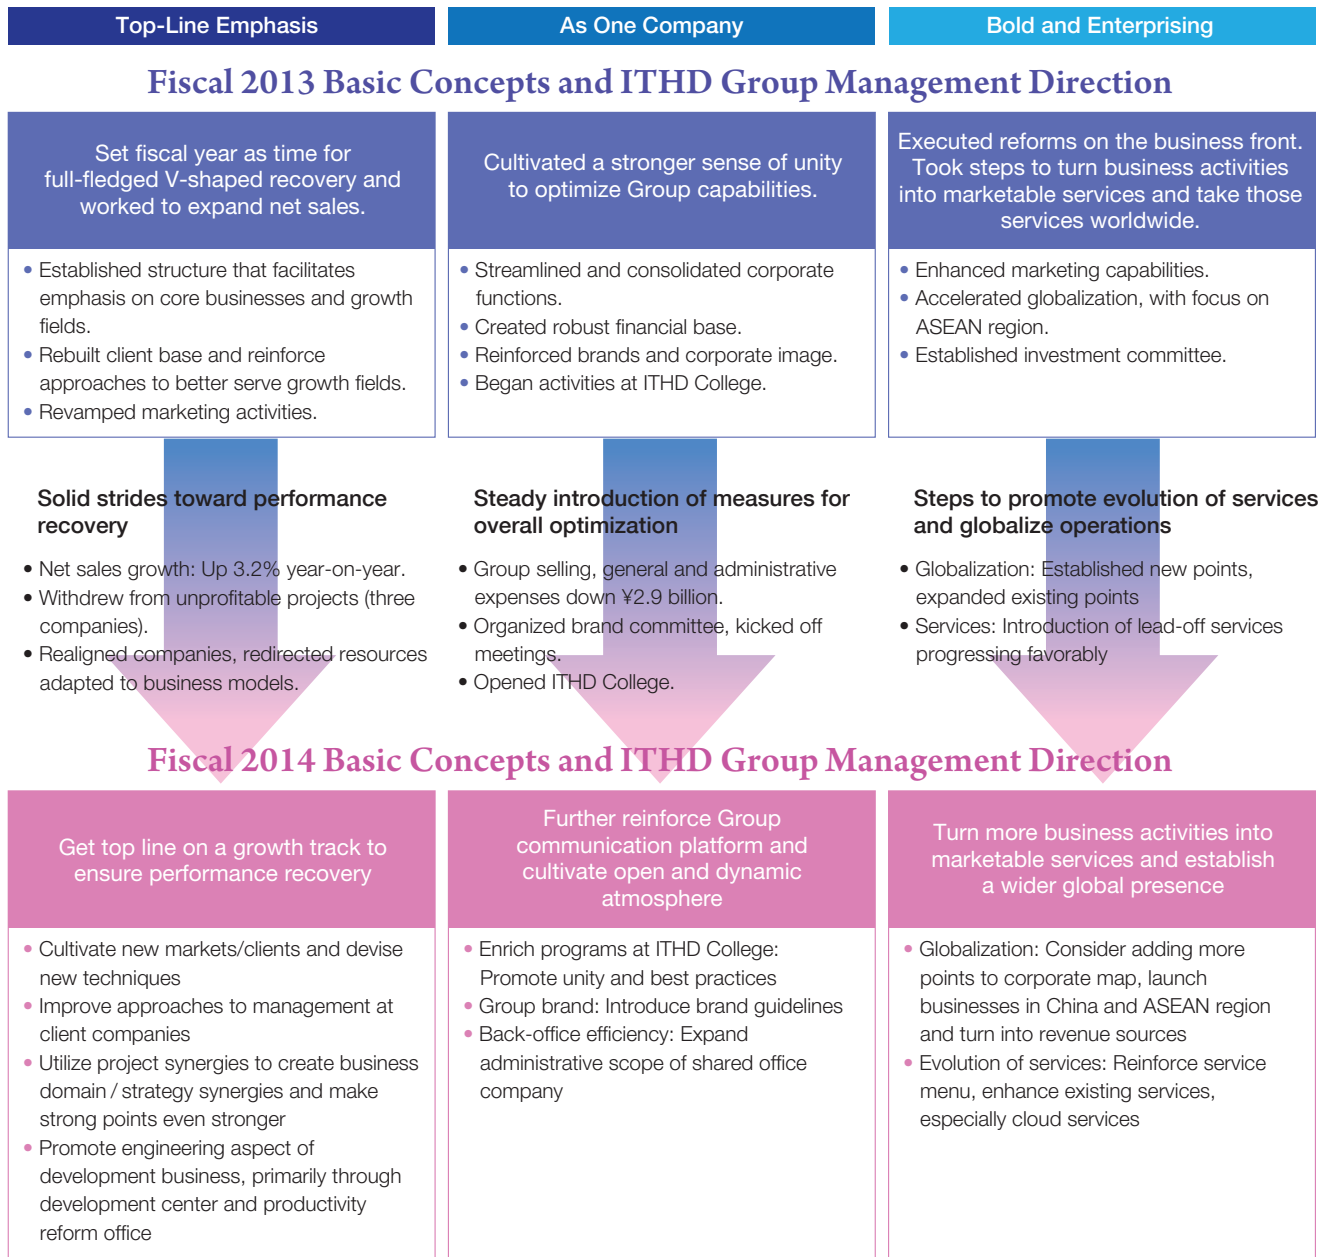 Top-Line Emphasis
As One Company
Bold and Enterprising
Fiscal 2013 Basic Concepts and ITHD Group Management Direction
Set fiscal year as time for
full-fledged V-shaped recovery and
worked to expand net sales.
• Established structure that facilitates
emphasis on core businesses and growth
fields.
• Rebuilt client base and reinforce
approaches to better serve growth fields.
• Revamped marketing activities.
Cultivated a stronger sense of unity
to optimize Group capabilities.
• Streamlined and consolidated corporate
functions.
• Created robust financial base.
• Reinforced brands and corporate image.
• Began activities at ITHD College.
Executed reforms on the business front.
Took steps to turn business activities
into marketable services and take those
services worldwide.
• Enhanced marketing capabilities.
• Accelerated globalization, with focus on
ASEAN region.
• Established investment committee.
Solid strides toward performance
recovery
• Net sales growth: Up 3.2% year-on-year.
• Withdrew from unprofitable projects (three
companies).
• Realigned companies, redirected resources
adapted to business models.
Steady introduction of measures for
overall optimization
• Group selling, general and administrative
expenses down ¥2.9 billion.
• Organized brand committee, kicked off
meetings.
• Opened ITHD College.
Steps to promote evolution of services
and globalize operations
• Globalization: Established new points,
expanded existing points
• Services: Introduction of lead-off services
progressing favorably
Fiscal 2014 Basic Concepts and ITHD Group Management Direction
Get top line on a growth track to
ensure performance recovery
• Cultivate new markets/clients and devise
new techniques
• Improve approaches to management at
client companies
• Utilize project synergies to create business
domain / strategy synergies and make
strong points even stronger
• Promote engineering aspect of
development business, primarily through
development center and productivity
reform office
Further reinforce Group
communication platform and
cultivate open and dynamic
atmosphere
• Enrich programs at ITHD College:
Promote unity and best practices
• Group brand: Introduce brand guidelines
• Back-office efficiency: Expand
administrative scope of shared office
company
Turn more business activities into
marketable services and establish
a wider global presence
• Globalization: Consider adding more
points to corporate map, launch
businesses in China and ASEAN region
and turn into revenue sources
• Evolution of services: Reinforce service
menu, enhance existing services,
especially cloud services